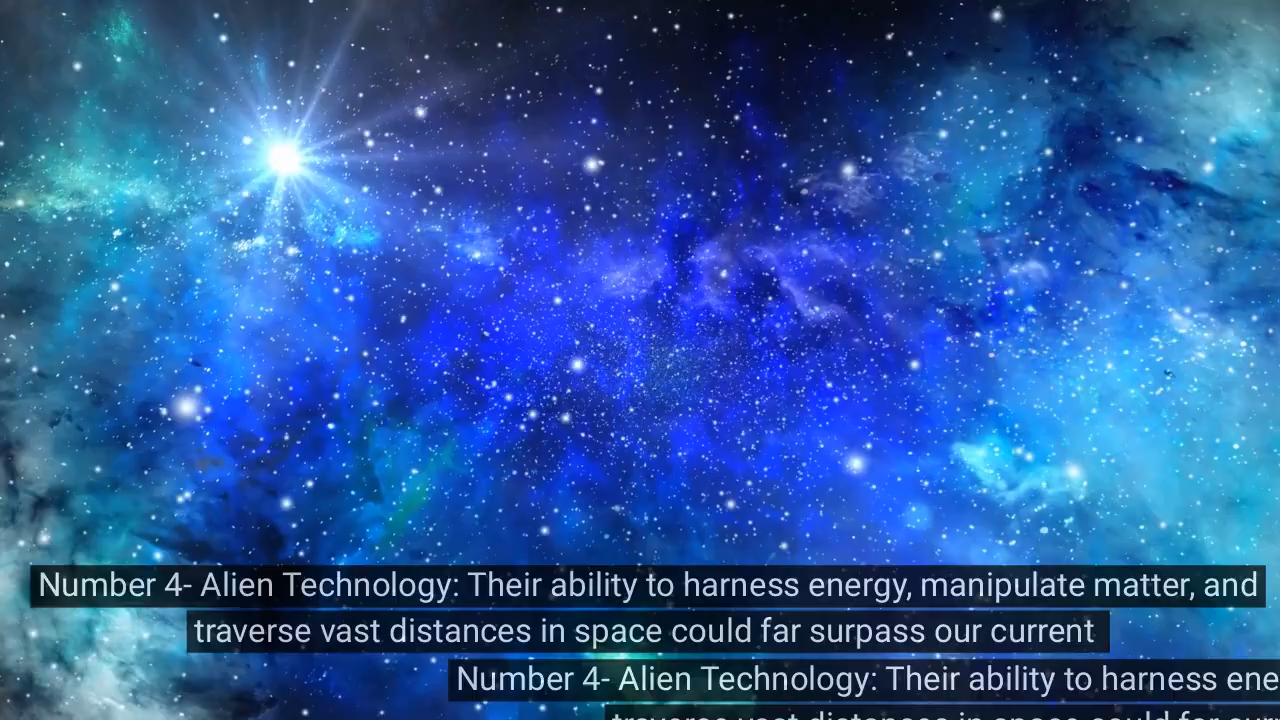 Number 4- Alien Technology: Their ability to harness energy, manipulate matter, and
traverse vast distances in space could far surpass our current
Number 4- Alien Technology: Their ability to harness ene